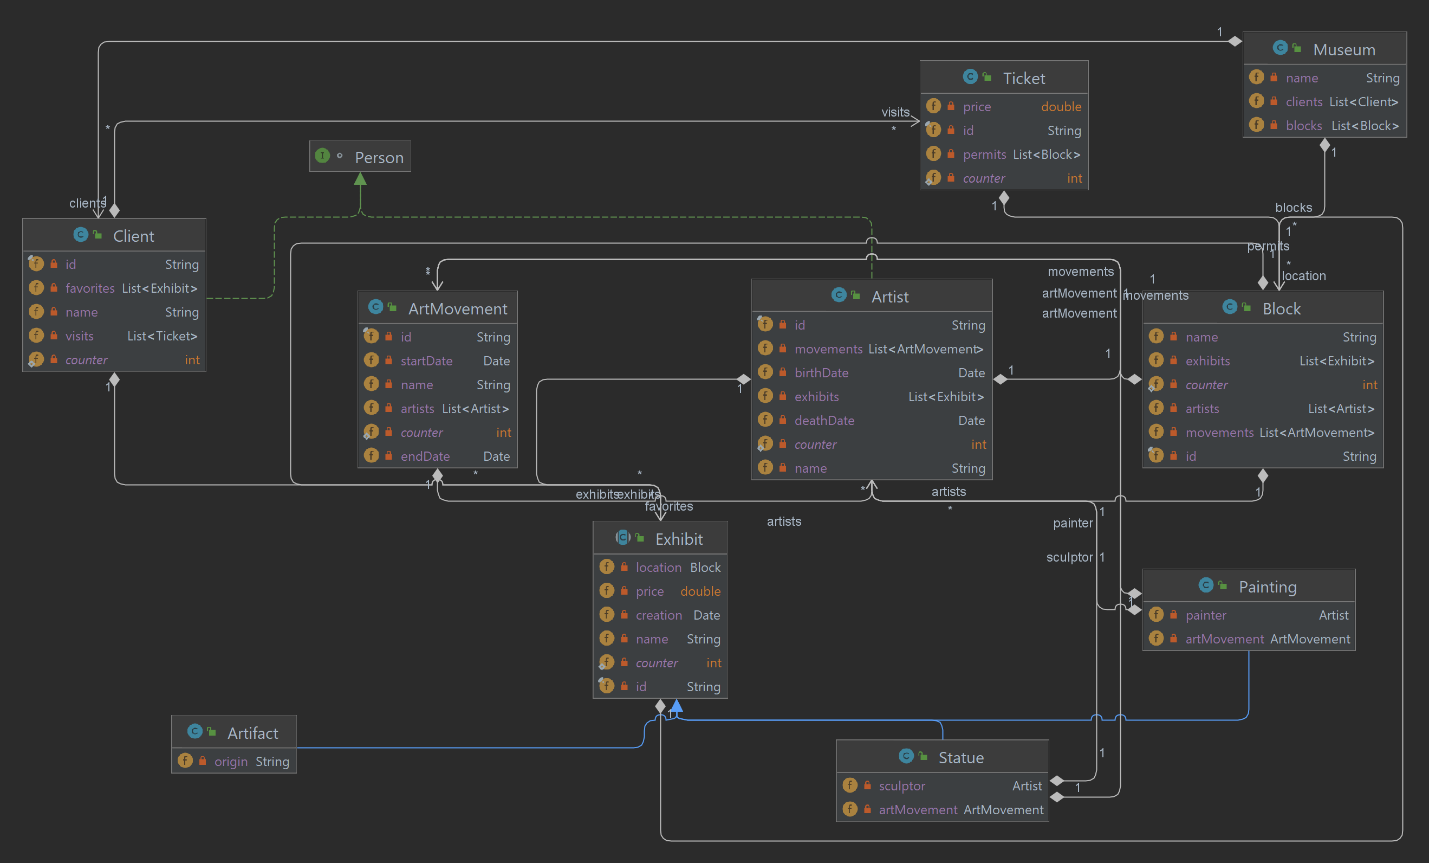 1
Museum
name String
clients List<Client>
blocks List<Block>
1
Ticket
price double
id String
permits List<Block>
counter int
1
visits
*
*
Person
clients
1
Client
id String
favorites List<Exhibit>
name String
visits List<Ticket>
counter int
1
blocks
*
1
permits
1
*
location
movements
1
artMovement
1
movements
artMovement
*
ArtMovement
id String
startDate Date
name String
artists List<Artist>
counter int
endDate Date
1
*
Artist
id String
movements List<ArtMovement>
birthDate Date
exhibits List<Exhibit>
deathDate Date
counter int
name String
1
1
1
*
Block
name String
exhibits List<Exhibit>
counter int
artists List<Artist>
movements List<ArtMovement>
id String
1
*
exhibits
exhibits
favorites
artists
artists
*
1
painter
sculptor
1
Exhibit
location Block
price double
creation Date
name String
counter int
id String
1
Painting
painter Artist
artMovement ArtMovement
1
Artifact
origin String
Statue
sculptor Artist
artMovement ArtMovement
1
1